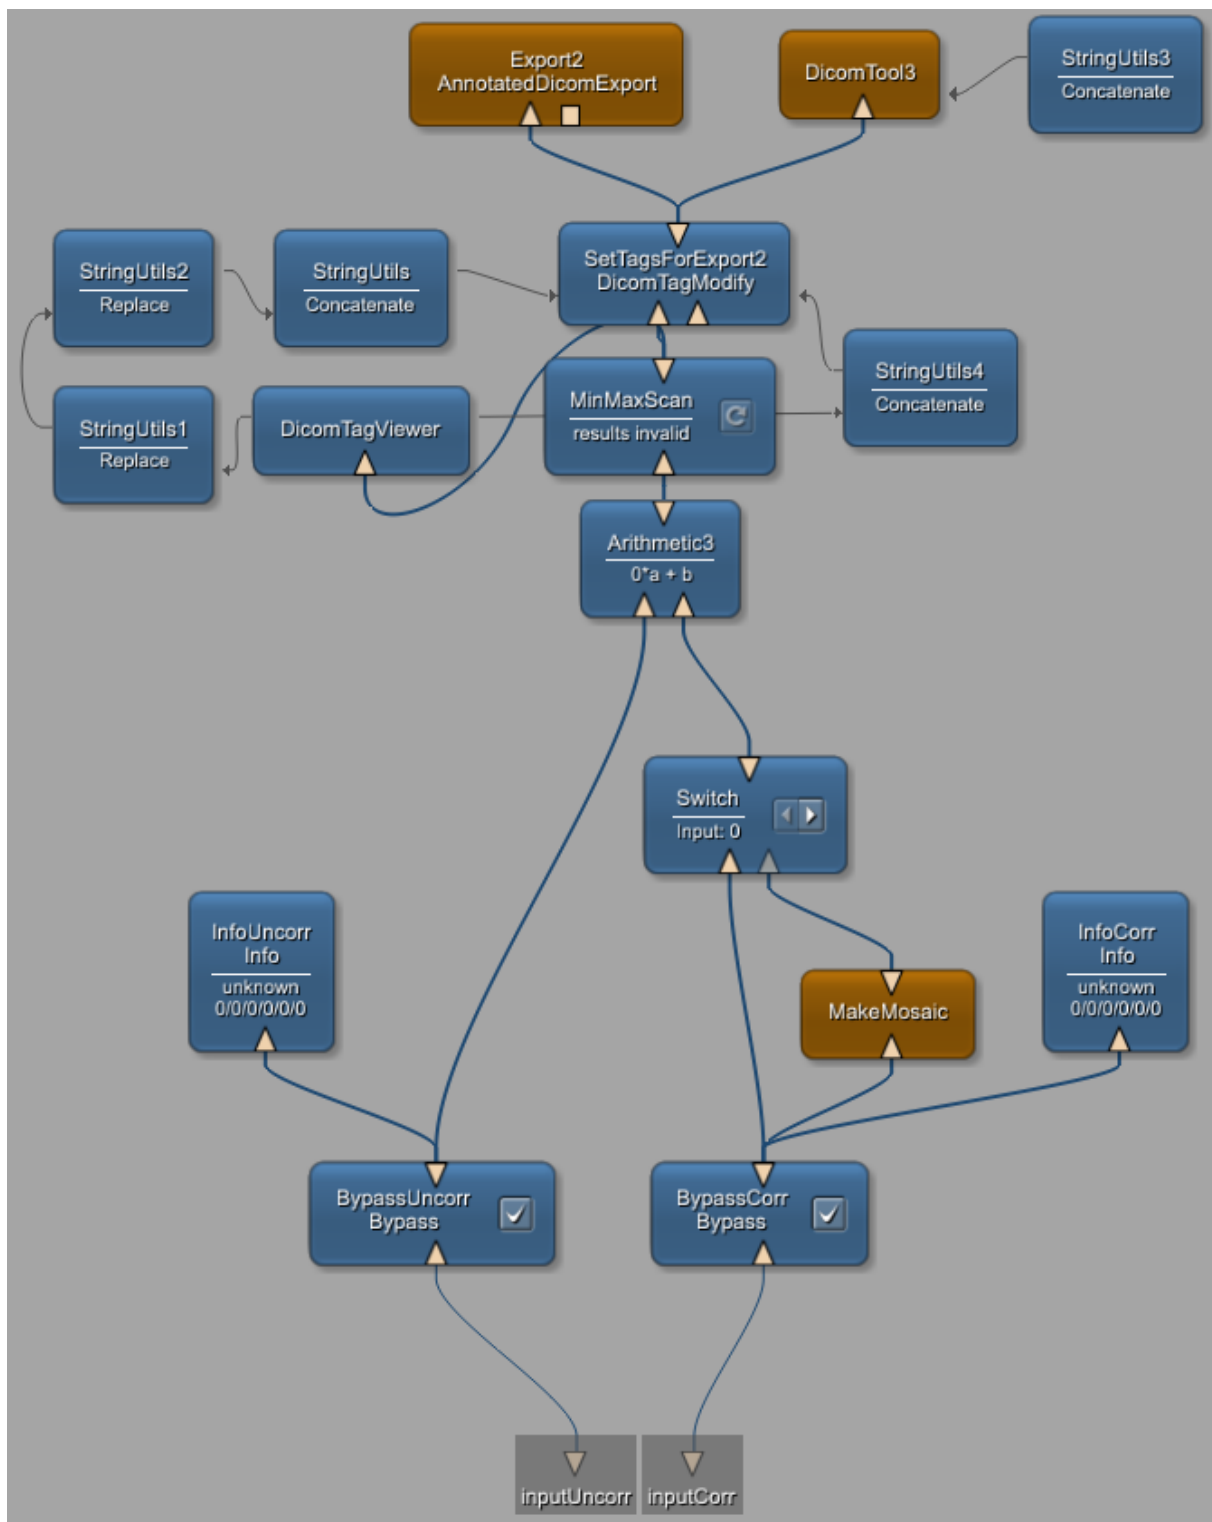 Export2
AnnotatedDicomExport
DicomTool3
StringUtils3
Concatenate
StringUtils2
Replace
StringUtils
Concatenate
SetTagsForExport2
DicomTagModify
StringUtils4
Concatenate
StringUtils1
Replace
DicomTagViewer
MinMaxScan
results invalid
Arithmetic3
0*a + b
Switch
Input: 0
InfoUncorr
Info
unknown
0/0/0/0/0/0
MakeMosaic
InfoCorr
Info
unknown
0/0/0/0/0/0
BypassUncorr
Bypass
BypassCorr
Bypass
inputUncorr
inputCorr